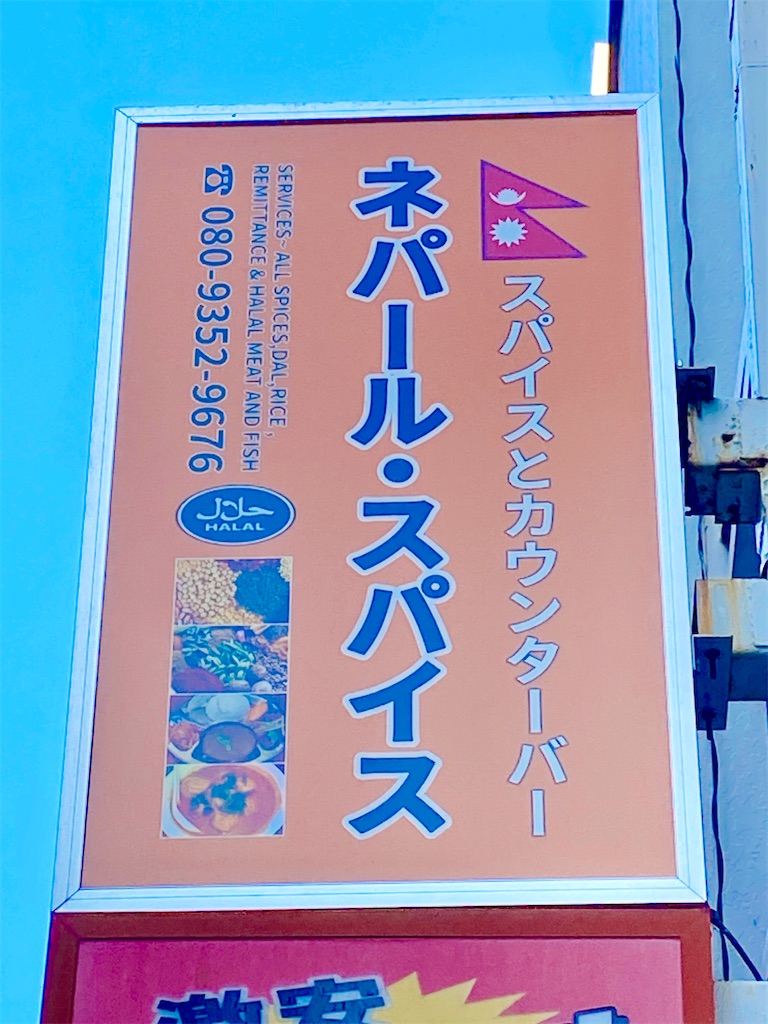 スパイスとカウンターバー
ネパール・スパイス
SERVICES~ ALL SPICES,DAL,RICE,
REMITTANCE & HALAL MEAT AND FISH
☎ 080-9352-9676
حلال
HALAL
激安